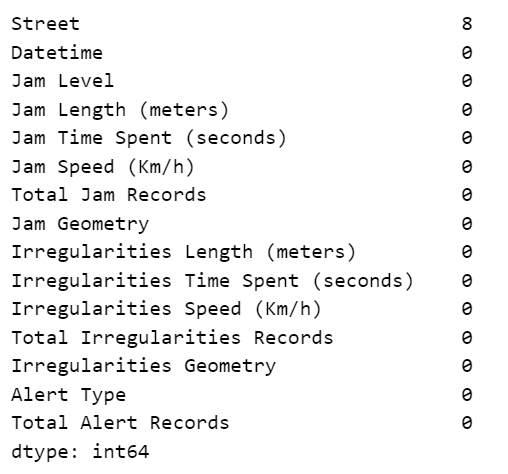 Street 8
Datetime 0
Jam Level 0
Jam Length (meters) 0
Jam Time Spent (seconds) 0
Jam Speed (Km/h) 0
Total Jam Records 0
Jam Geometry 0
Irregularities Length (meters) 0
Irregularities Time Spent (seconds) 0
Irregularities Speed (Km/h) 0
Total Irregularities Records 0
Irregularities Geometry 0
Alert Type 0
Total Alert Records 0
dtype: int64